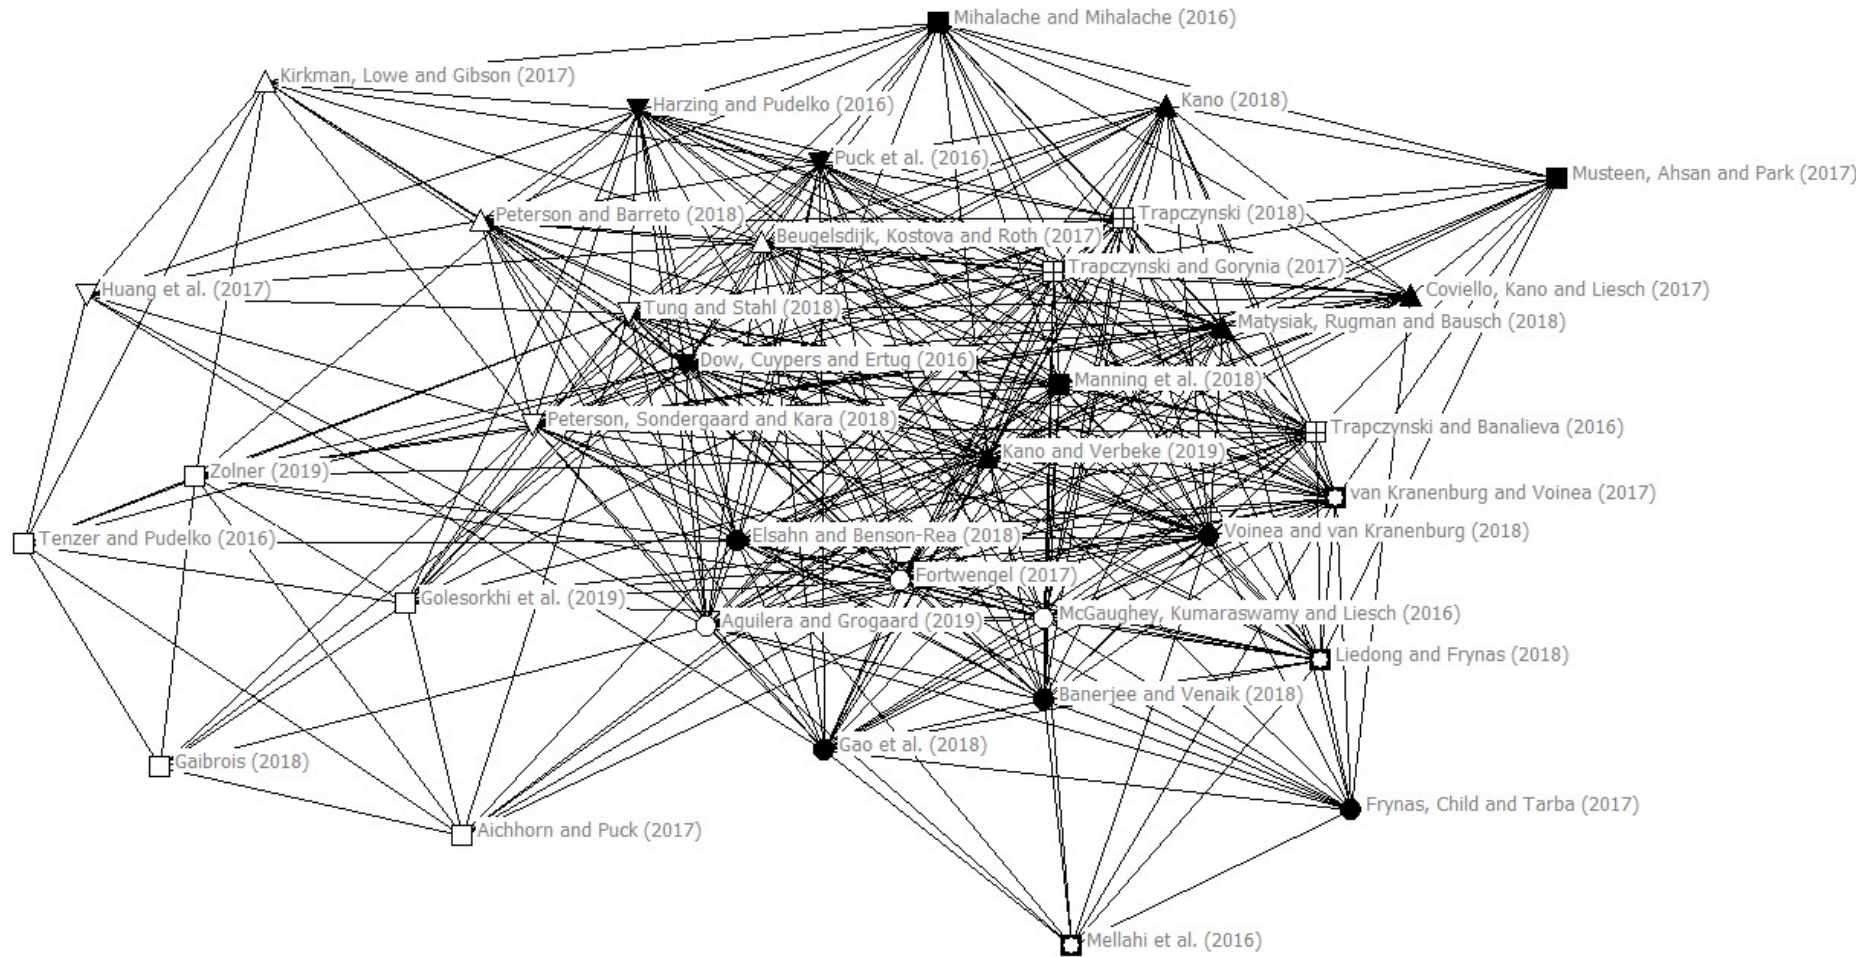 Mihalache and Mihalache (2016)
Kirkman, Lowe and Gibson (2017)
Harzing and Pudelko (2016)
Kano (2018)
Puck et al. (2016)
Musteen, Ahsan and Park (2017)
Peterson and Barreto (2018)
Trapczynski (2018)
Beugelsdijk, Kostova and Roth (2017)
Trapczynski and Gorynia (2017)
Huang et al. (2017)
Coviello, Kano and Liesch (2017)
Tung and Stahl (2018)
Matysiak, Rugman and Bausch (2018)
Dow, Cuypers and Ertug (2016)
Manning et al. (2018)
Peterson, Sondergaard and Kara (2018)
Trapczynski and Banalieva (2016)
Kano and Verbeke (2019)
Zolner (2019)
van Kranenburg and Voinea (2017)
Tenzer and Pudelko (2016)
Elsahn and Benson-Rea (2018)
Voinea and van Kranenburg (2018)
Fortwengel (2017)
Golesorkhi et al. (2019)
McGaughey, Kumaraswamy and Liesch (2016)
Aguilera and Grogaard (2019)
Liedong and Frynas (2018)
Banerjee and Venaik (2018)
Gao et al. (2018)
Gaibrois (2018)
Frynas, Child and Tarba (2017)
Aichhorn and Puck (2017)
Mellahi et al. (2016)